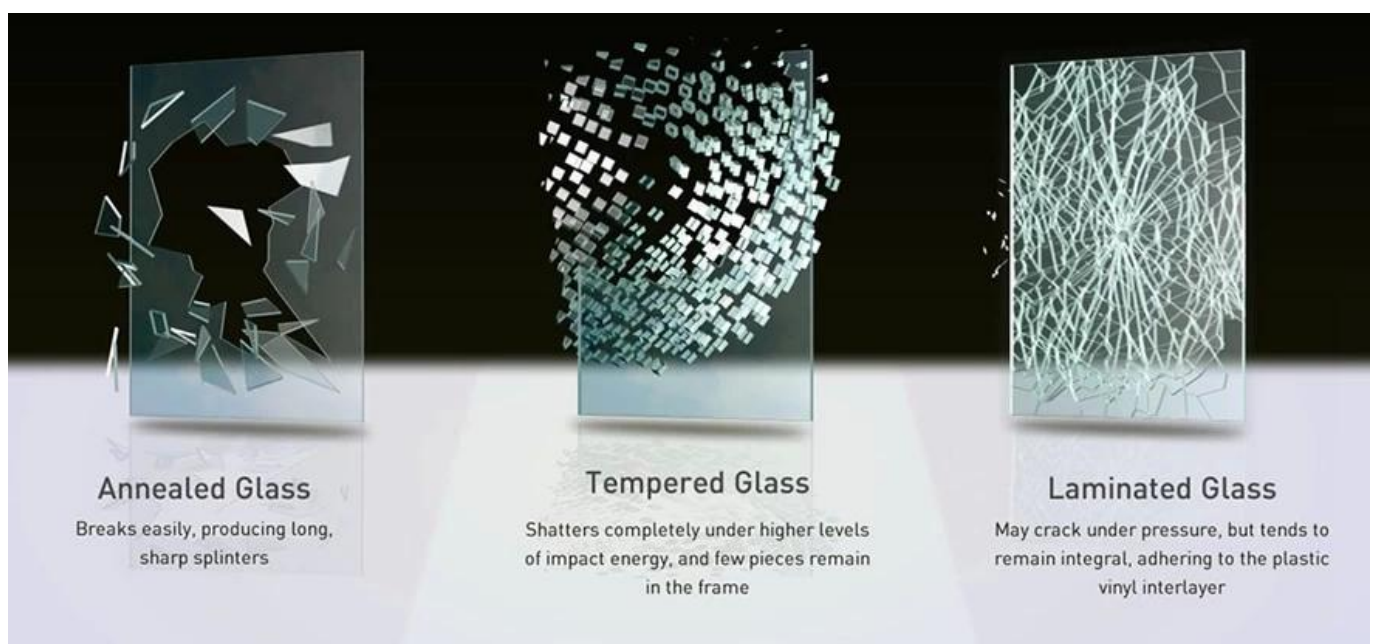 Annealed Glass
Breaks easily, producing long,
sharp splinters
Tempered Glass
Shatters completely under higher levels
of impact energy, and few pieces remain
in the frame
Laminated Glass
May crack under pressure, but tends to
remain integral, adhering to the plastic
vinyl interlayer